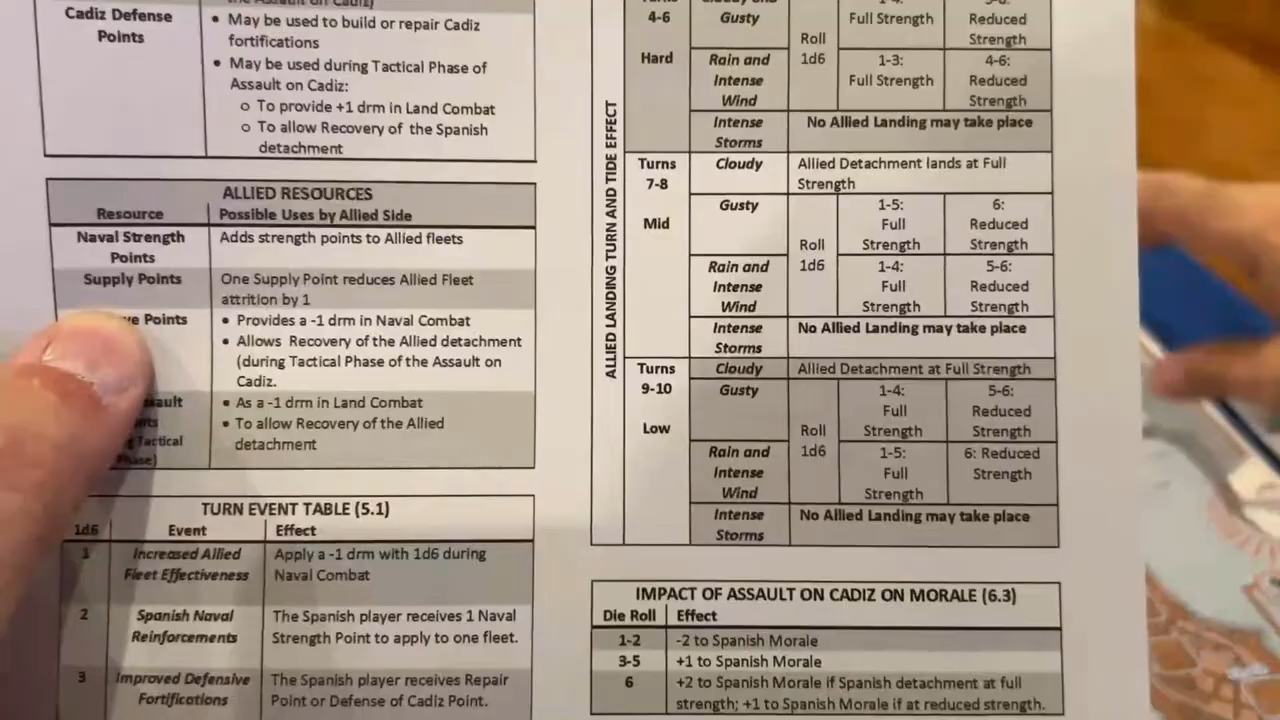 the Assault on Cadiz)
Cadiz Defense
Points
• May be used to build or repair Cadiz
fortifications
• May be used during Tactical Phase of
Assault on Cadiz:
o To provide +1 drm in Land Combat
o To allow Recovery of the Spanish
detachment
ALLIED RESOURCES
Resource
Possible Uses by Allied Side
Naval Strength
Points
Adds strength points to Allied fleets
Supply Points
One Supply Point reduces Allied Fleet
attrition by 1
Points
• Provides a -1 drm in Naval Combat
• Allows Recovery of the Allied detachment
(during Tactical Phase of the Assault on
Cadiz.
Tactical
• As a -1 drm in Land Combat
• To allow Recovery of the Allied
detachment
TURN EVENT TABLE (5.1)
1d6
Event
Effect
1
Increased Allied
Fleet Effectiveness
Apply a -1 drm with 1d6 during
Naval Combat
2
Spanish Naval
Reinforcements
The Spanish player receives 1 Naval
Strength Point to apply to one fleet.
3
Improved Defensive
Fortifications
The Spanish player receives Repair
Point or Defense of Cadiz Point.
ALLIED LANDING TURN AND TIDE EFFECT
4-6
Hard
Gusty
Roll
1d6
Full Strength
Reduced
Strength
Rain and
Intense
Wind
1-3:
Full Strength
4-6:
Reduced
Strength
Intense
Storms
No Allied Landing may take place
Turns
7-8
Mid
Cloudy
Allied Detachment lands at Full
Strength
Gusty
Roll
1d6
1-5:
Full
Strength
6:
Reduced
Strength
Rain and
Intense
Wind
1-4:
Full
Strength
5-6:
Reduced
Strength
Intense
Storms
No Allied Landing may take place
Turns
9-10
Low
Cloudy
Allied Detachment at Full Strength
Gusty
Roll
1d6
1-4:
Full
Strength
5-6:
Reduced
Strength
Rain and
Intense
Wind
1-5:
Full
Strength
6: Reduced
Strength
Intense
Storms
No Allied Landing may take place
IMPACT OF ASSAULT ON CADIZ ON MORALE (6.3)
Die Roll
Effect
1-2
-2 to Spanish Morale
3-5
+1 to Spanish Morale
6
+2 to Spanish Morale if Spanish detachment at full
strength; +1 to Spanish Morale if at reduced strength.